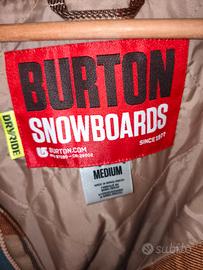 BURTON
SNOWBOARDS
SINCE 1977
BURTON.COM
DRYRIDE
MEDIUM
subito